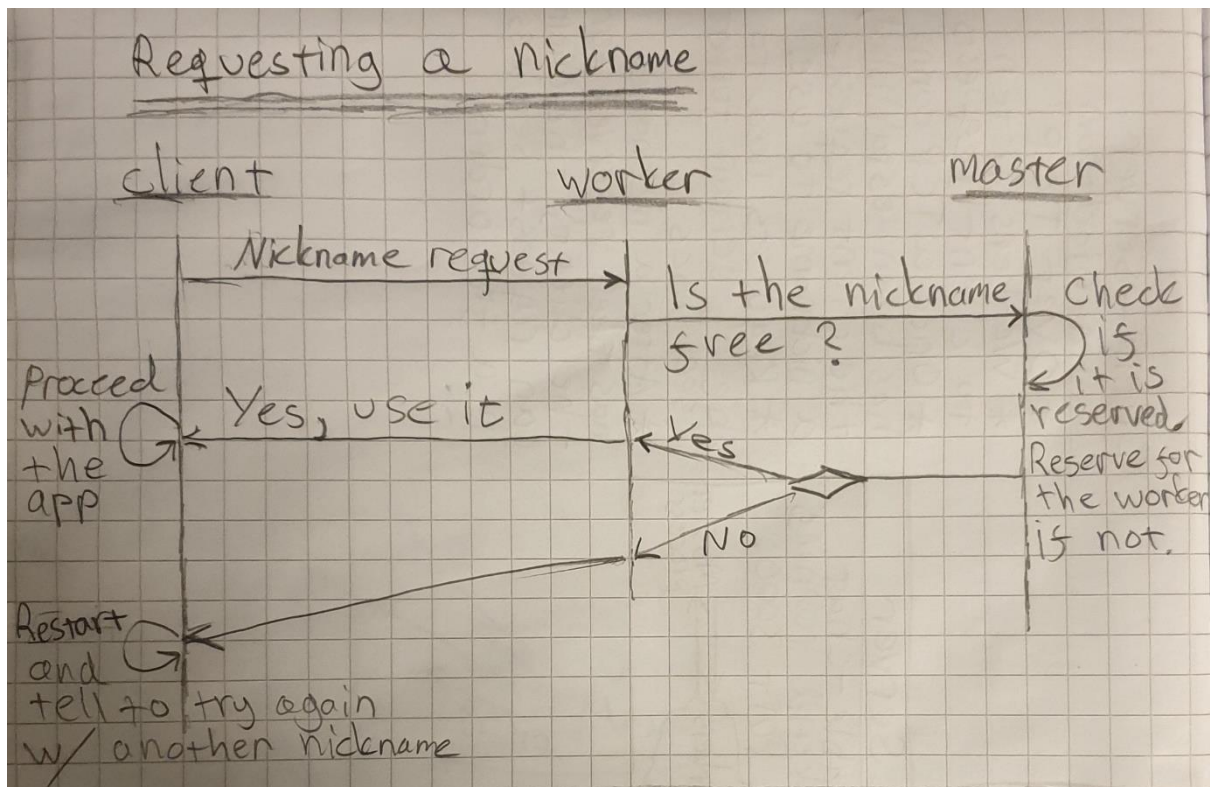 Requesting a nickname
client
worker
master
Nickname request
Is the nickname
free ?
check
if
it is
reserved.
Reserve for
the worker
if not.
Yes
No
Yes, use it
Proceed
with
the
app
Restart
and
tell to try again
w/ another nickname